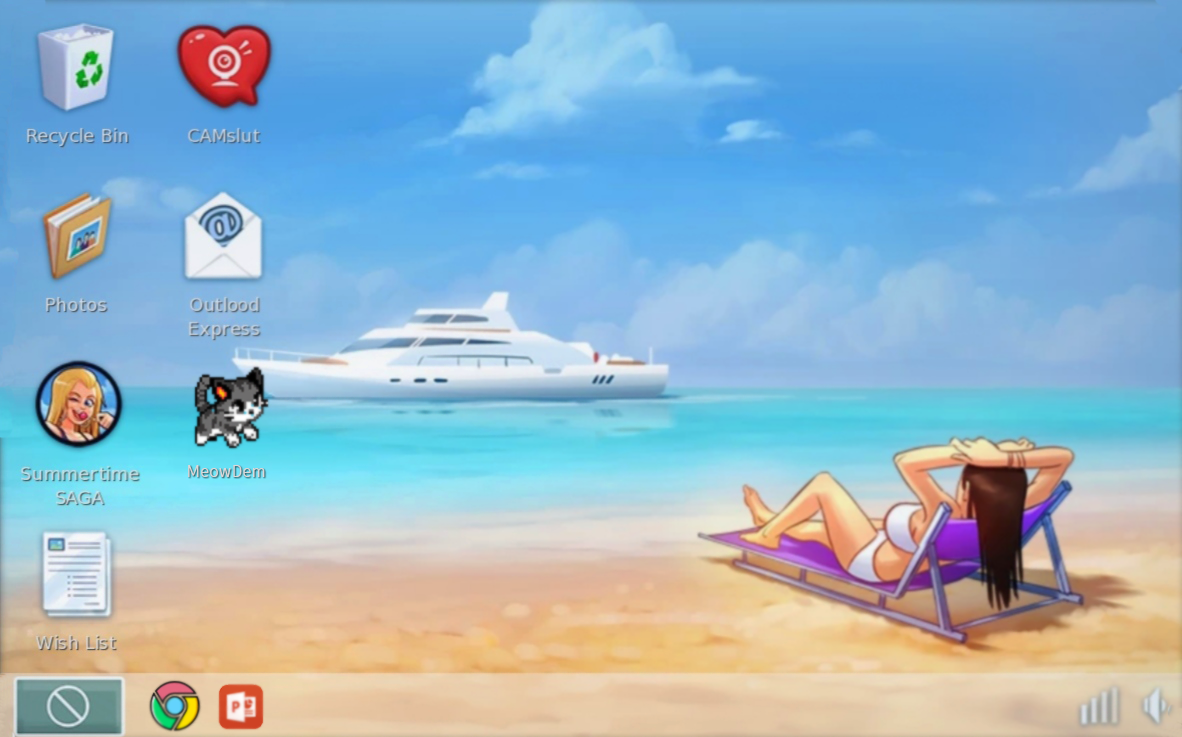 Recycle Bin
CAMslut
Photos
Outlood
Express
Summertime
SAGA
MeowDem
Wish List
P